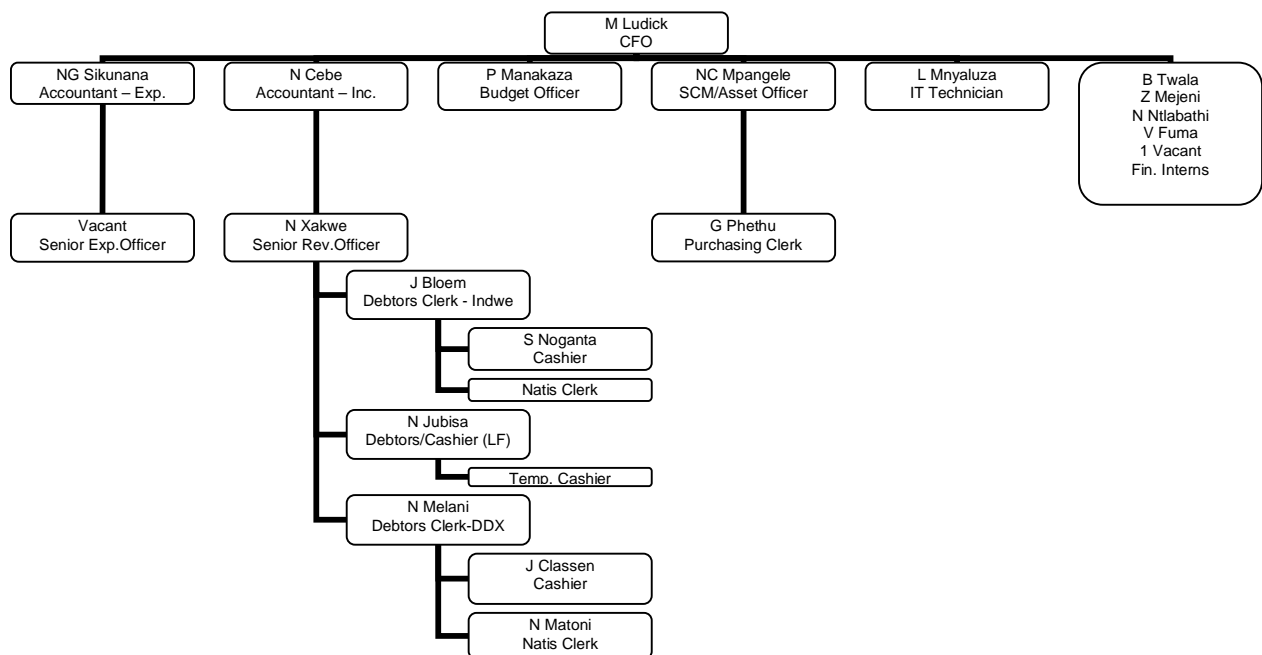 M Ludick
CFO
NG Sikunana
Accountant – Exp.
N Cebe
Accountant – Inc.
P Manakaza
Budget Officer
NC Mpangele
SCM/Asset Officer
L Mnyaluza
IT Technician
B Twala
Z Mejeni
N Ntlabathi
V Fuma
1 Vacant
Fin. Interns
Vacant
Senior Exp.Officer
N Xakwe
Senior Rev.Officer
G Phethu
Purchasing Clerk
J Bloem
Debtors Clerk - Indwe
S Noganta
Cashier
Natis Clerk
N Jubisa
Debtors/Cashier (LF)
Temp. Cashier
N Melani
Debtors Clerk-DDX
J Classen
Cashier
N Matoni
Natis Clerk